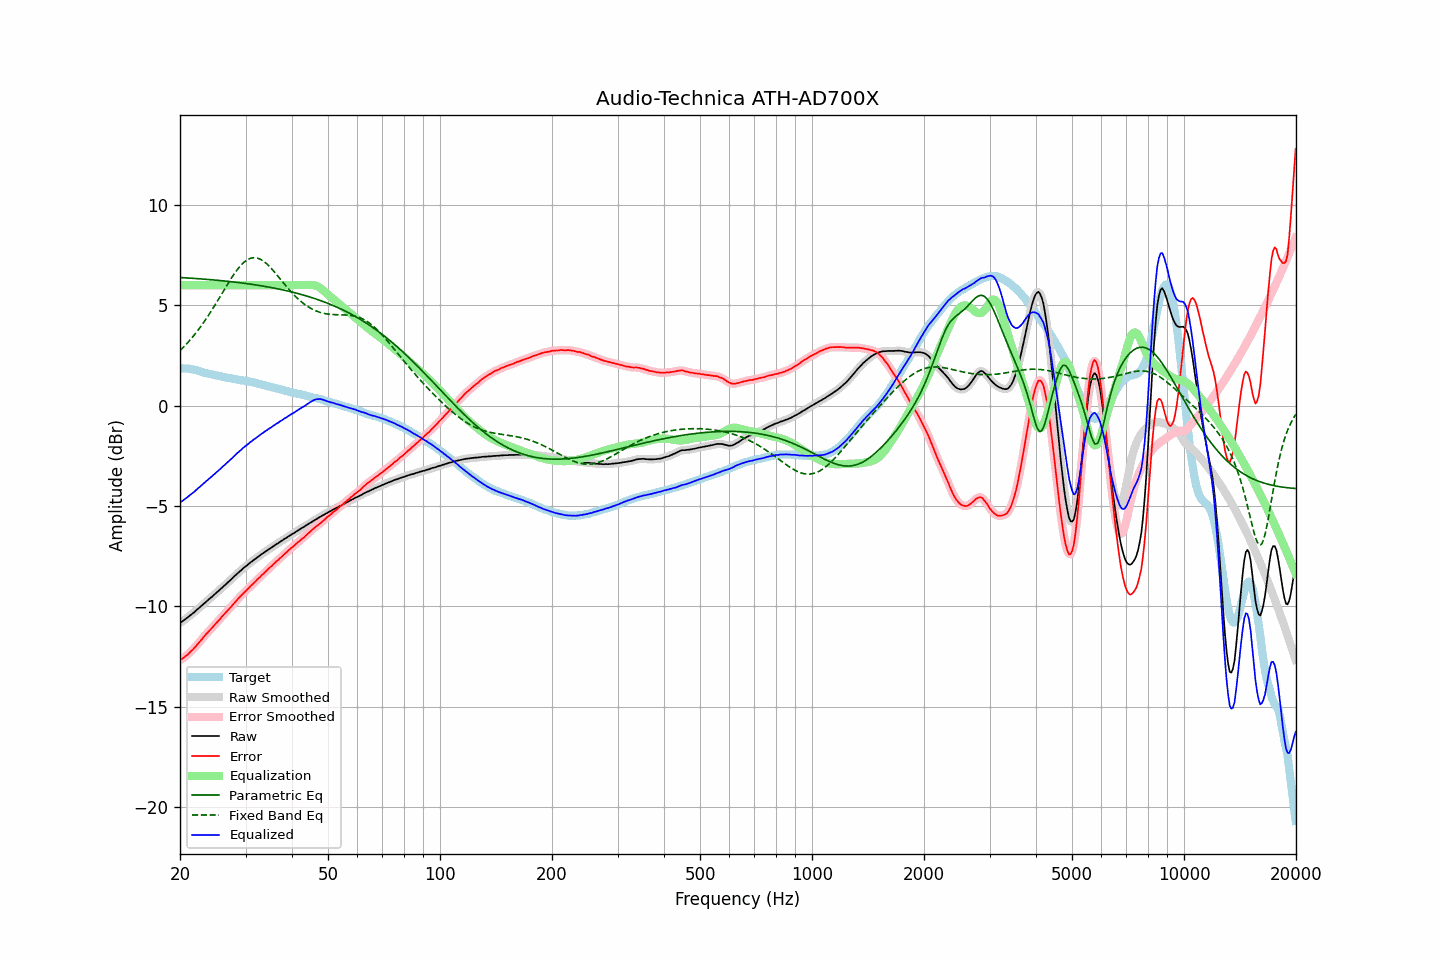 Audio-Technica ATH-AD700X
Amplitude (dBr)
10
5
0
−5
−10
−15
−20
Target
Raw Smoothed
Error Smoothed
Raw
Error
Equalization
Parametric Eq
Fixed Band Eq
Equalized
20 50 100 200 500 1000 2000 5000 10000 20000
Frequency (Hz)